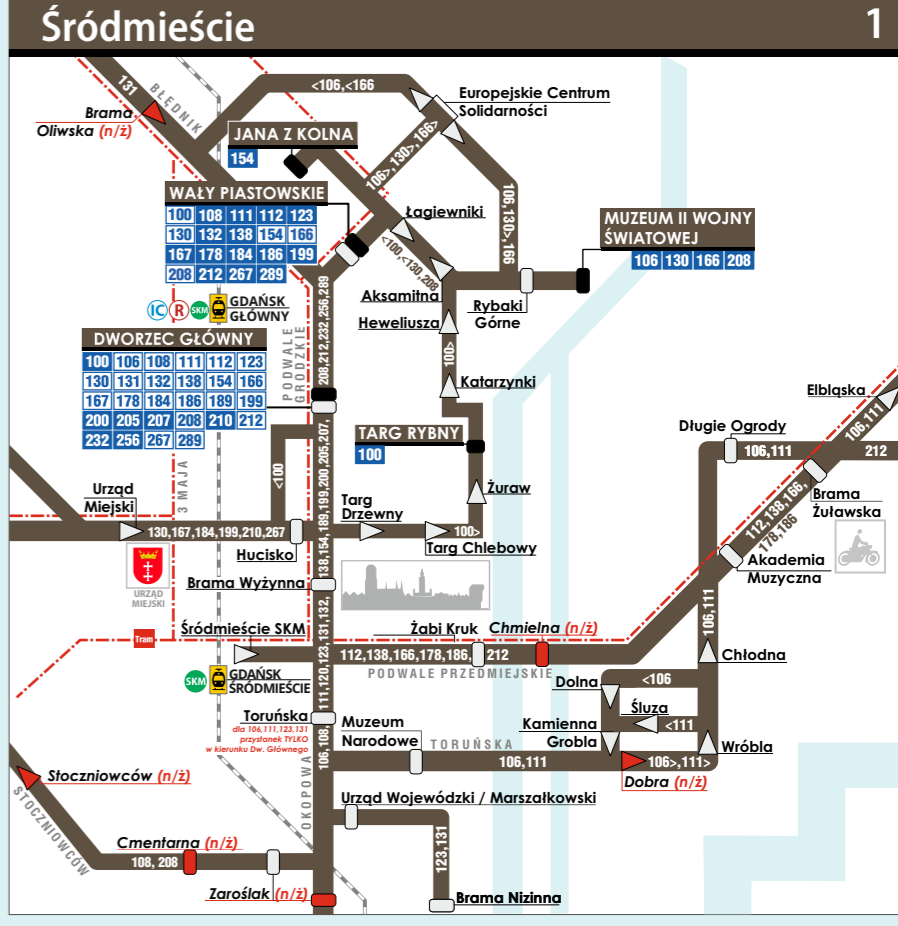 Śródmieście
1
131
BŁĘDNIK
Brama
Oliwska (n/ż)
<106,<166
Europejskie Centrum
Solidarności
JANA Z KOLNA
154
106>,130>,166>
106,130>,166
WAŁY PIASTOWSKIE
100 108 111 112 123
130 132 138 154 166
167 178 184 186 199
208 212 267 289
Łagiewniki
<100,<130,208
MUZEUM II WOJNY
ŚWIATOWEJ
106 130 166 208
Aksamitna
Rybaki
Górne
Heweliusza
IC R SKM
GDAŃSK
GŁÓWNY
208,212,232,256,289
PODWALE
GRODZKIE
DWORZEC GŁÓWNY
100 106 108 111 112 123
130 131 132 138 154 166
167 178 184 186 189 199
200 205 207 208 210 212
232 256 267 289
100>
Katarzynki
Elbląska
106,111
TARG RYBNY
100
Długie Ogrody
106,111
212
3 MAJA
<100
Urząd
Miejski
Targ
Drzewny
Żuraw
Brama
Żuławska
112,138,166,
178,186
130,167,184,199,210,267
100>
Hucisko
Targ Chlebowy
138,154,189,199,200,205,207,
Akademia
Muzyczna
URZĄD
MIEJSKI
Brama Wyżynna
106,111
Tram
Śródmieście SKM
Żabi Kruk
Chmielna (n/ż)
112,138,166,178,186,
212
Chłodna
PODWALE PRZEDMIEJSKIE
SKM
GDAŃSK
ŚRÓDMIEŚCIE
106,108,111,120,123,131,132,
Dolna
<106
Śluza
<111
Toruńska
dla 106,111,123,131
przystanek TYLKO
w kierunku Dw. Głównego
Muzeum
Narodowe
TORUŃSKA
Kamienna
Grobla
Wróbla
106,111
106>,111>
Dobra (n/ż)
OKOPOWA
Stoczniowców (n/ż)
STOCZNIOWCÓW
Urząd Wojewódzki / Marszałkowski
123,131
Cmentarna (n/ż)
108, 208
Zaroślak (n/ż)
Brama Nizinna